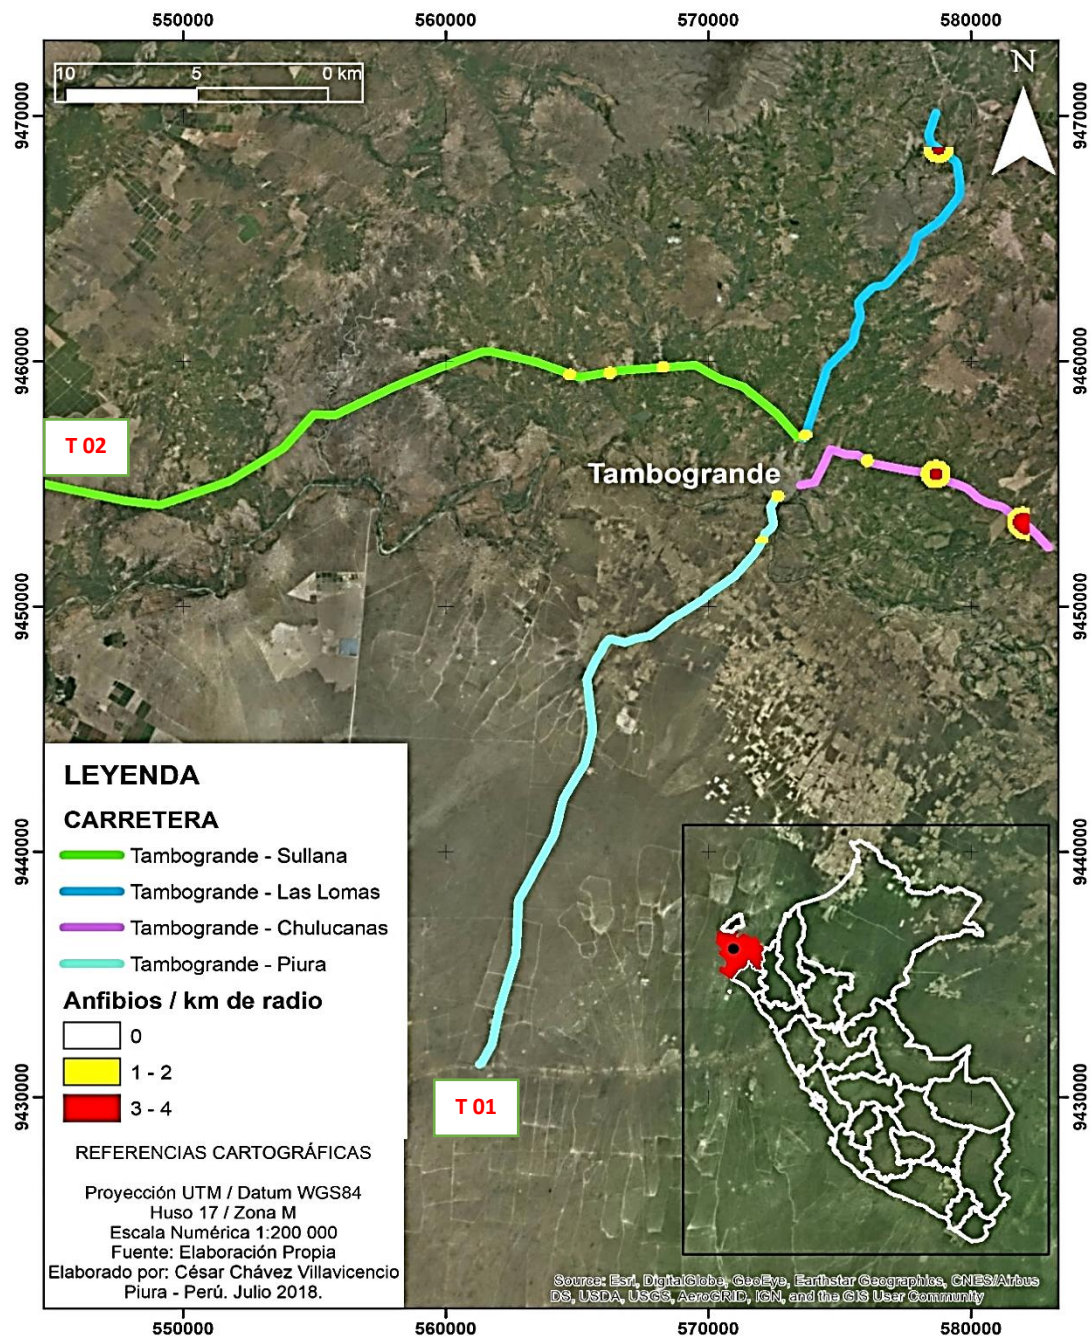 550000 560000 570000 580000
10 5 0 km
N
9470000 9470000
9460000 9460000
T 02
Tambogrande
9450000 9450000
LEYENDA
CARRETERA
Tambogrande - Sullana
Tambogrande - Las Lomas
Tambogrande - Chulucanas
Tambogrande - Piura
9440000 9440000
Anfibios / km de radio
0
1 - 2
3 - 4
9430000 9430000
T 01
REFERENCIAS CARTOGRÁFICAS
Proyección UTM / Datum WGS84
Huso 17 / Zona M
Escala Numérica 1:200 000
Fuente: Elaboración Propia
Elaborado por: César Chávez Villavicencio
Piura - Perú. Julio 2018.
Source: Esri, DigitalGlobe, GeoEye, Earthstar Geographics, CNES/Airbus
DS, USDA, USGS, AeroGRID, IGN, and the GIS User Community
550000 560000 570000 580000